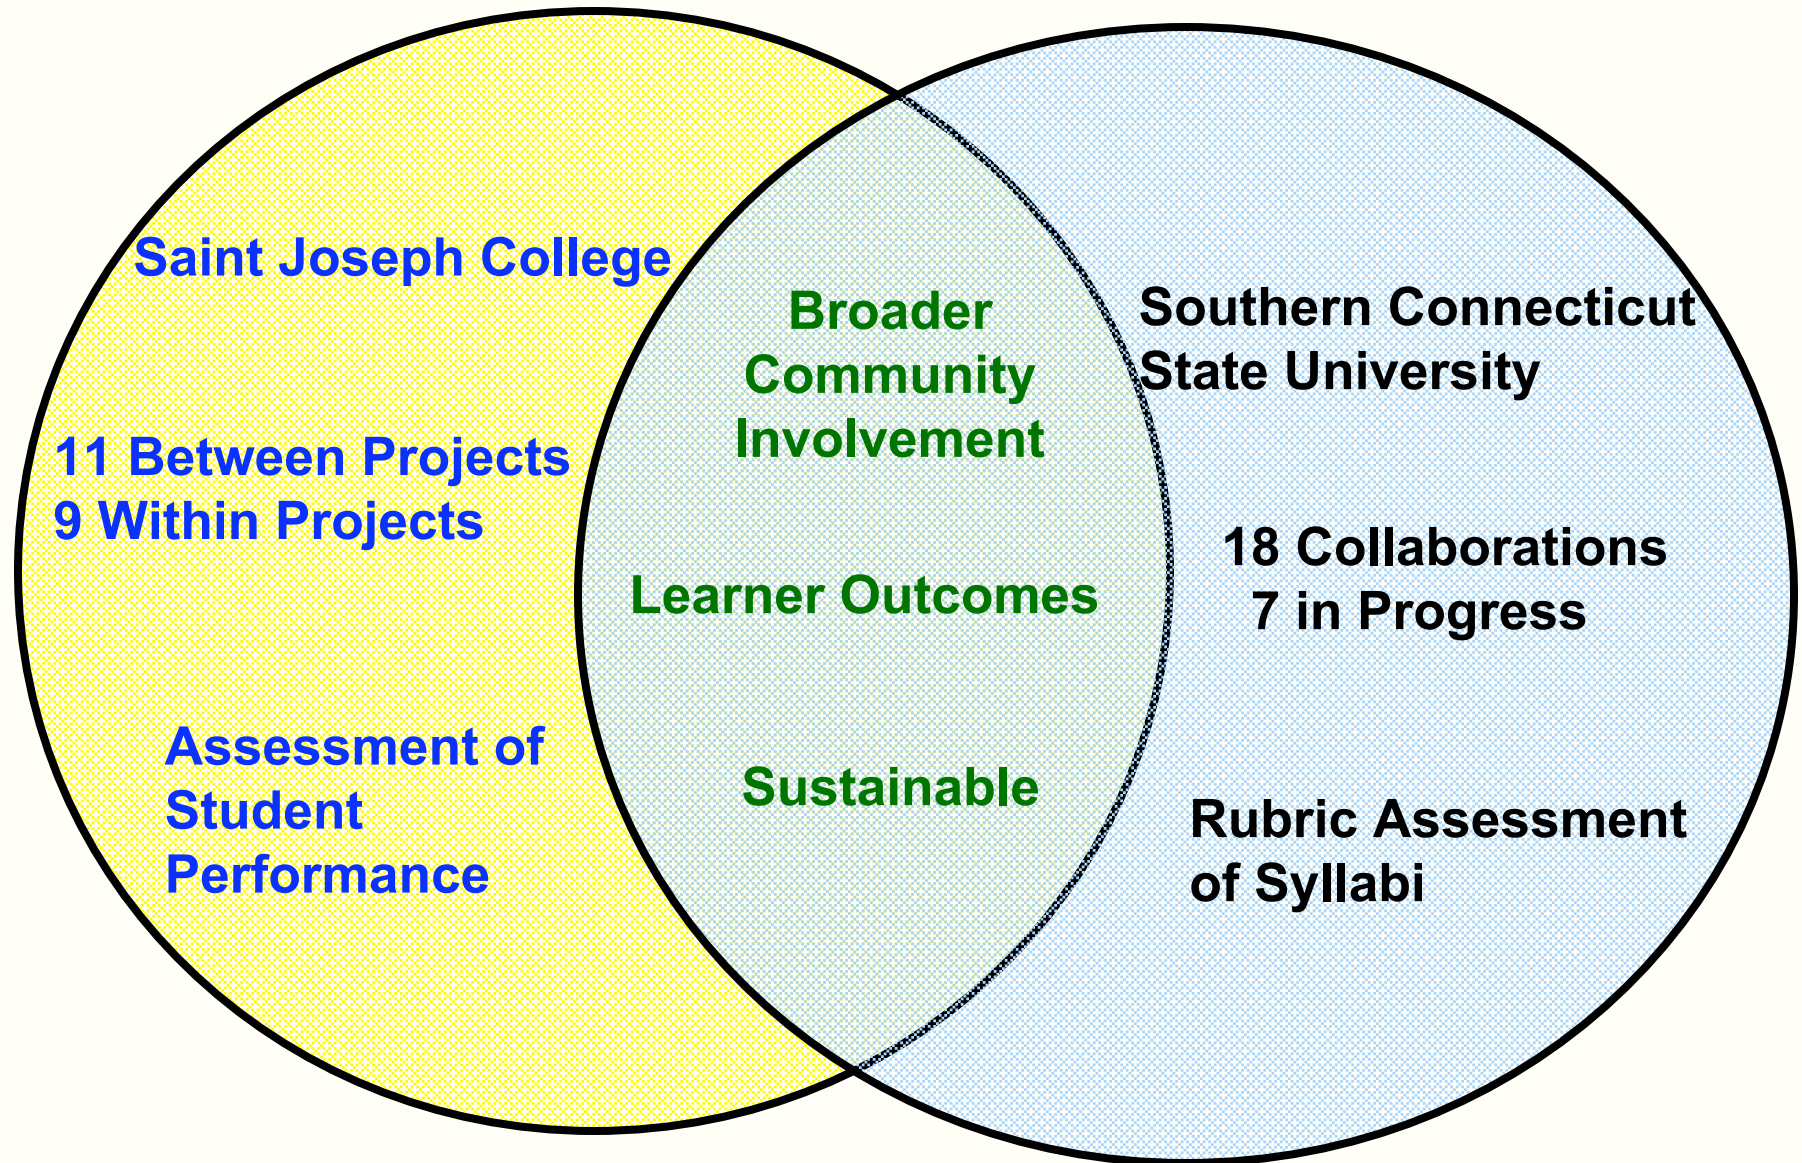 Saint Joseph College
11 Between Projects
9 Within Projects
Assessment of
Student
Performance
Broader
Community
Involvement
Learner Outcomes
Sustainable
Southern Connecticut
State University
18 Collaborations
7 in Progress
Rubric Assessment
of Syllabi